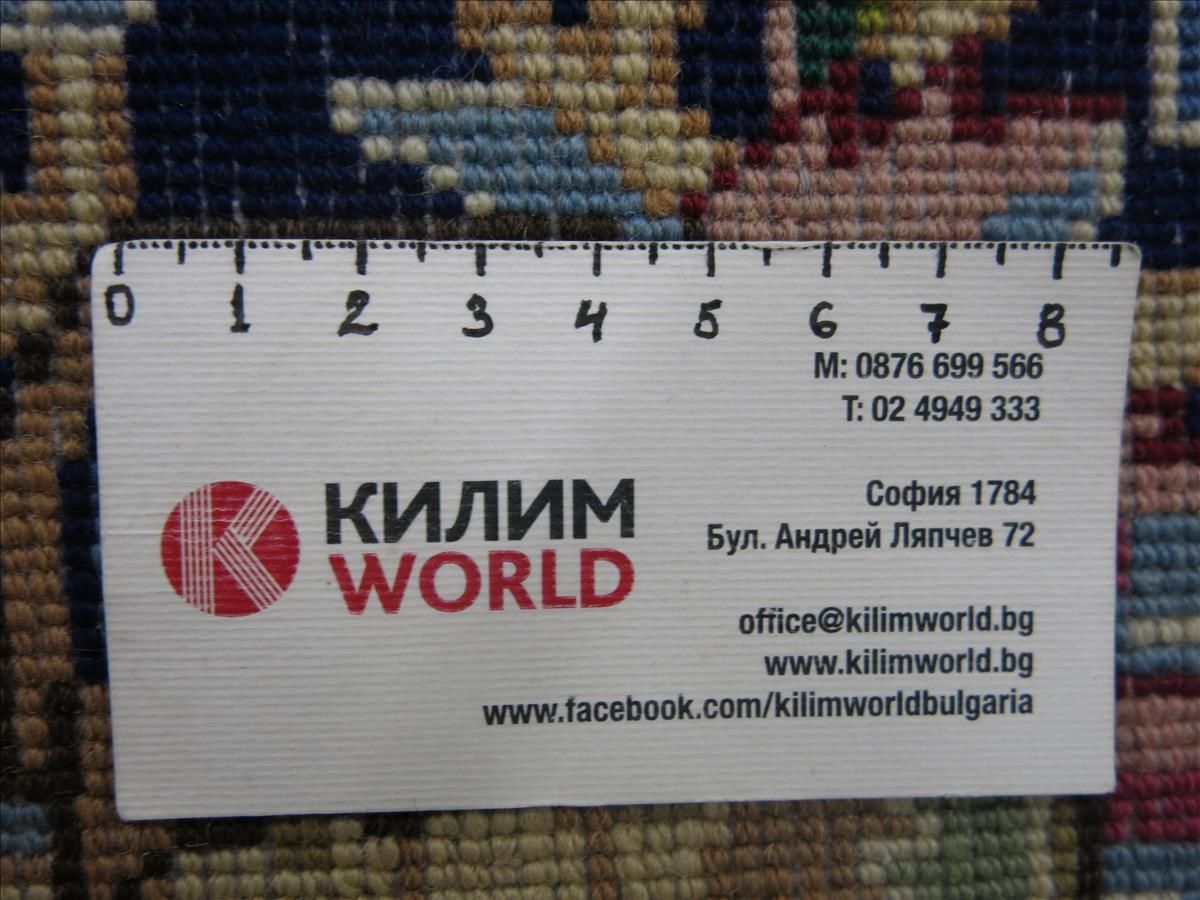 0 1 2 3 4 5 6 7 8
М: 0876 699 566
Т: 02 4949 333
София 1784
Бул. Андрей Ляпчев 72
КИЛИМ
WORLD
office@kilimworld.bg
www.kilimworld.bg
www.facebook.com/kilimworldbulgaria